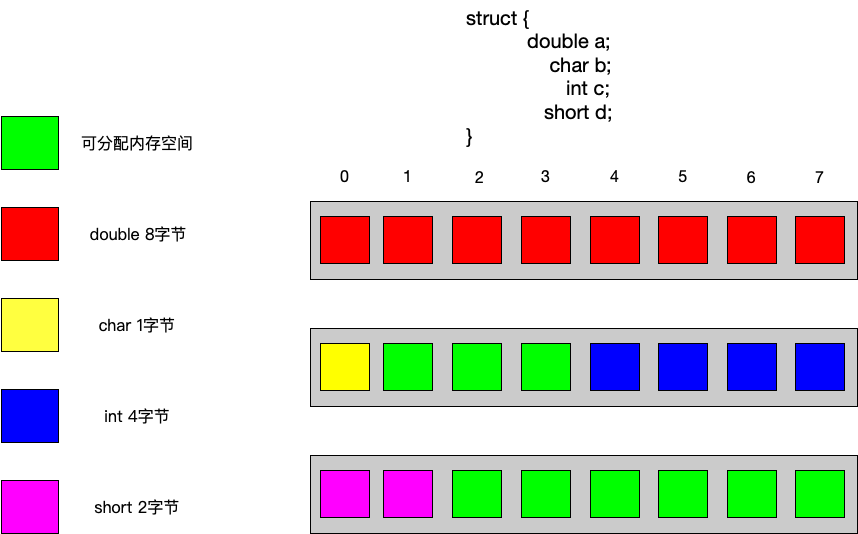 struct {
double a;
char b;
int c;
short d;
}
可分配内存空间
double 8字节
char 1字节
int 4字节
short 2字节
0 1 2 3 4 5 6 7